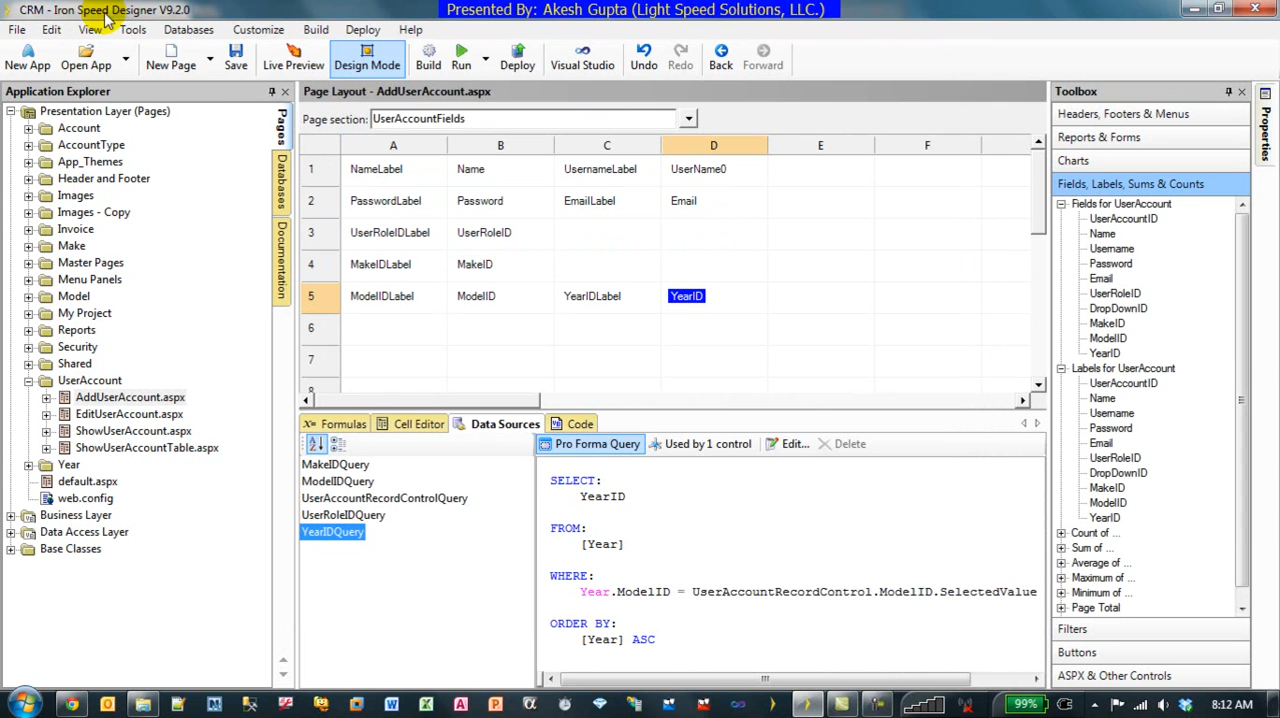 CRM - Iron Speed Designer V9.2.0
Presented By: Akesh Gupta (Light Speed Solutions, LLC.)
File Edit View Tools Databases Customize Build Deploy Help
New App Open App New Page Save Live Preview Design Mode Build Run Deploy Visual Studio Undo Redo Back Forward
Application Explorer
Presentation Layer (Pages)
Account
AccountType
App_Themes
Header and Footer
Images
Images - Copy
Invoice
Make
Master Pages
Menu Panels
Model
My Project
Reports
Security
Shared
UserAccount
AddUserAccount.aspx
EditUserAccount.aspx
ShowUserAccount.aspx
ShowUserAccountTable.aspx
Year
default.aspx
web.config
Business Layer
Data Access Layer
Base Classes
Pages
Databases
Documentation
Page Layout - AddUserAccount.aspx
Page section: UserAccountFields
A B C D E F
1 NameLabel Name UsernameLabel UserName0
2 PasswordLabel Password EmailLabel Email
3 UserRoleIDLabel UserRoleID
4 MakeIDLabel MakeID
5 ModelIDLabel ModelID YearIDLabel YearID
6
7
8
Formulas Cell Editor Data Sources Code
Pro Forma Query Used by 1 control Edit... Delete
MakeIDQuery
ModelIDQuery
UserAccountRecordControlQuery
UserRoleIDQuery
YearIDQuery
SELECT:
YearID
FROM:
[Year]
WHERE:
Year.ModelID = UserAccountRecordControl.ModelID.SelectedValue
ORDER BY:
[Year] ASC
Toolbox
Headers, Footers & Menus
Reports & Forms
Charts
Fields, Labels, Sums & Counts
Fields for UserAccount
UserAccountID
Name
Username
Password
Email
UserRoleID
DropDownID
MakeID
ModelID
YearID
Labels for UserAccount
UserAccountID
Name
Username
Password
Email
UserRoleID
DropDownID
MakeID
ModelID
YearID
Count of ...
Sum of ...
Average of ...
Maximum of ...
Minimum of ...
Page Total
Filters
Buttons
ASPX & Other Controls
Properties
99%
8:12 AM